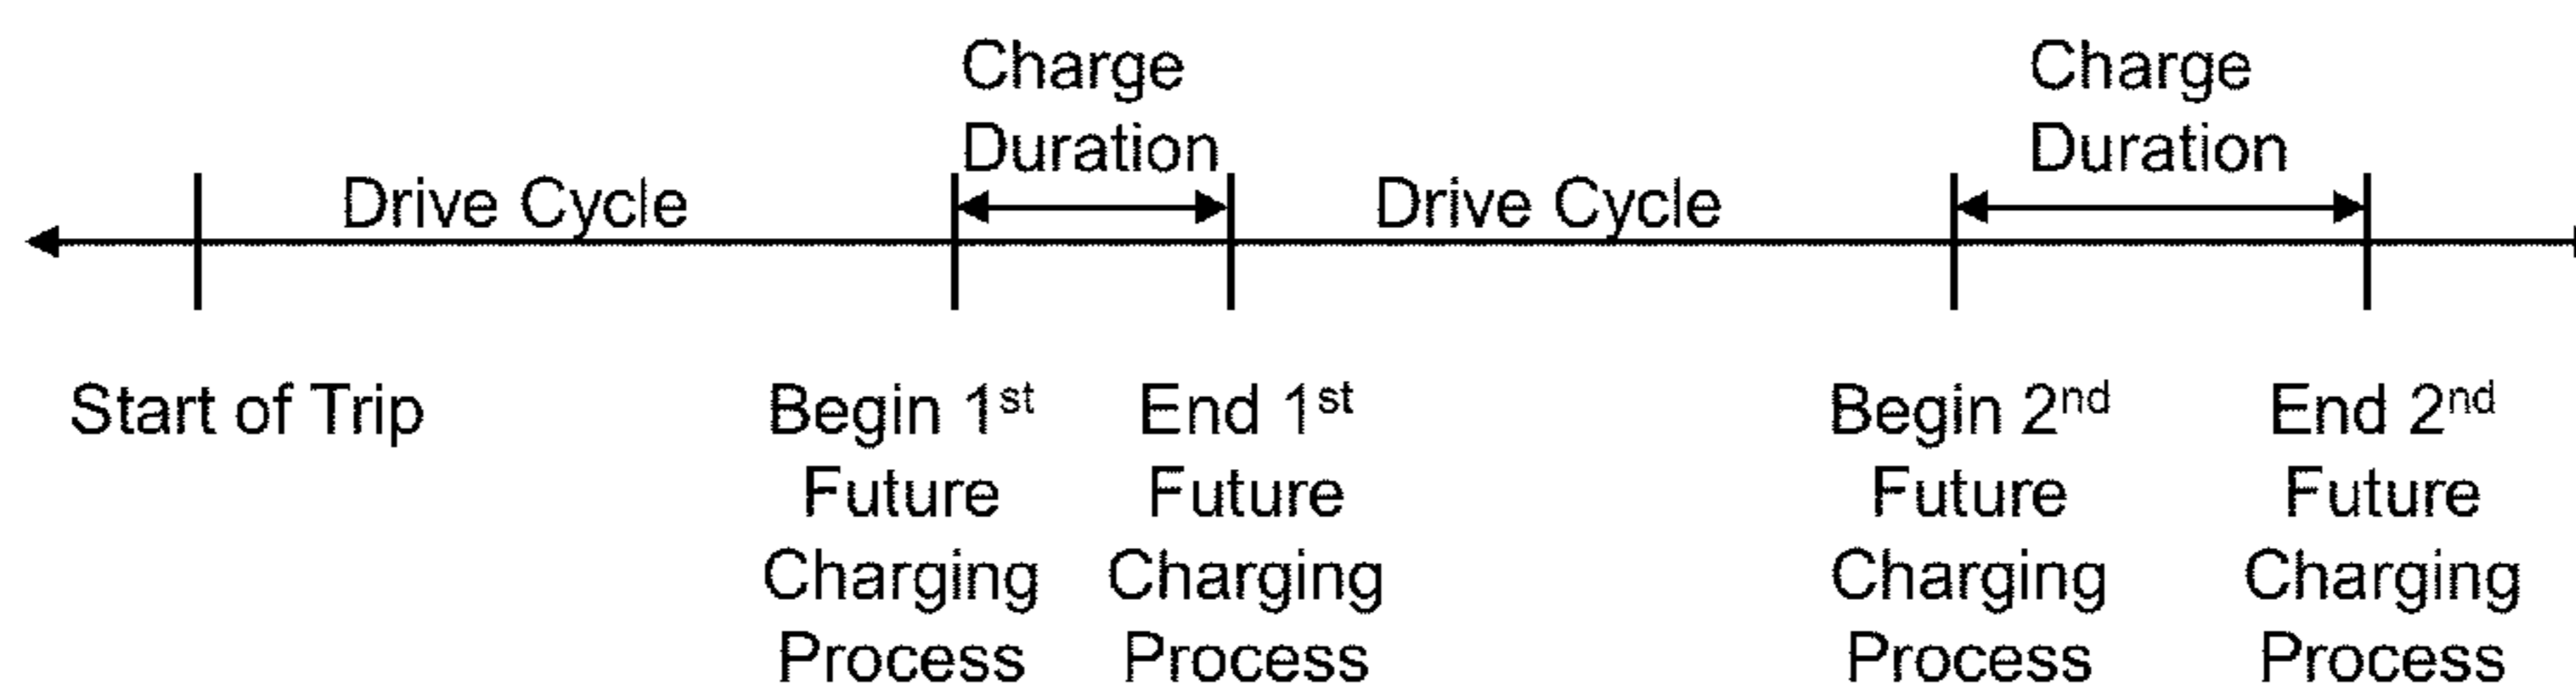 Charge
Duration
Charge
Duration
Drive Cycle
Drive Cycle
Start of Trip
Begin 1st
Future
Charging
Process
End 1st
Future
Charging
Process
Begin 2nd
Future
Charging
Process
End 2nd
Future
Charging
Process